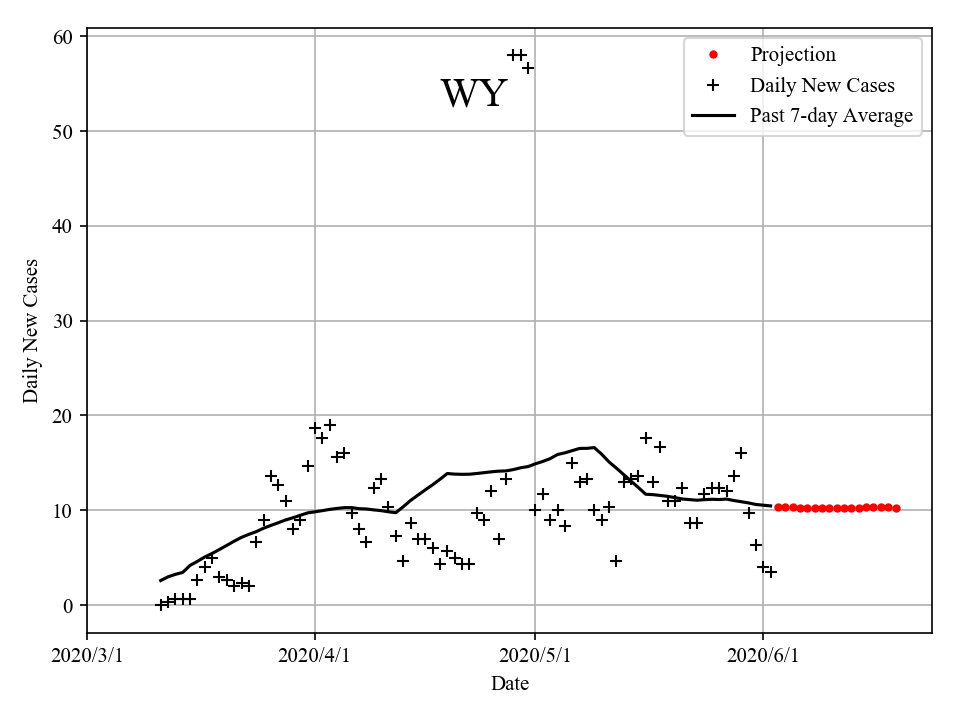 WY
Projection
Daily New Cases
Past 7-day Average
60
50
40
30
20
10
0
Daily New Cases
2020/3/1
2020/4/1
2020/5/1
2020/6/1
Date